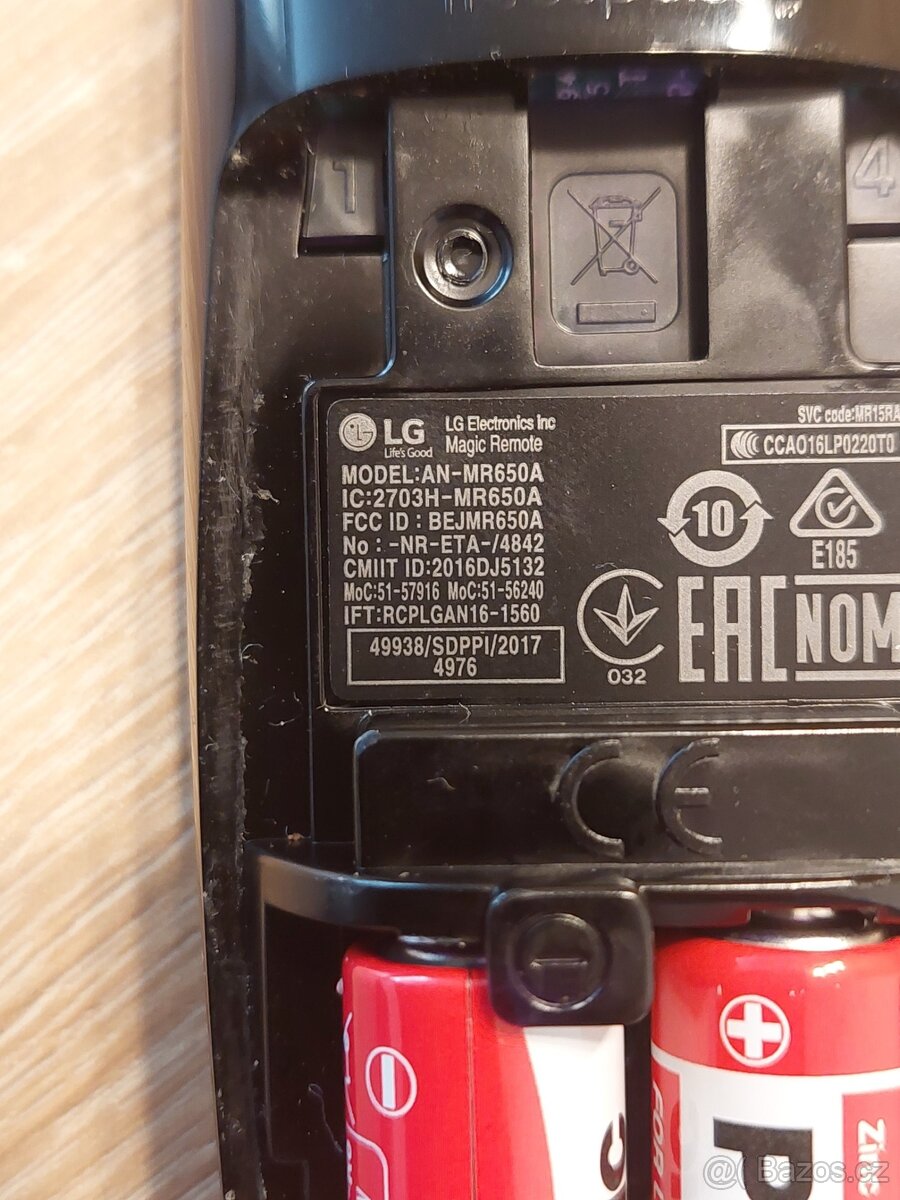 1
4
LG
Life's Good
LG Electronics Inc
Magic Remote
SVC code:MR15RA
CCAO16LP0220T0
MODEL:AN-MR650A
IC:2703H-MR650A
FCC ID : BEJMR650A
No : -NR-ETA-/4842
CMIIT ID:2016DJ5132
MoC:51-57916 MoC:51-56240
IFT:RCPLGAN16-1560
49938/SDPPI/2017
4976
10
E185
032
EAC
NOM
CE
@( Bazos.cz